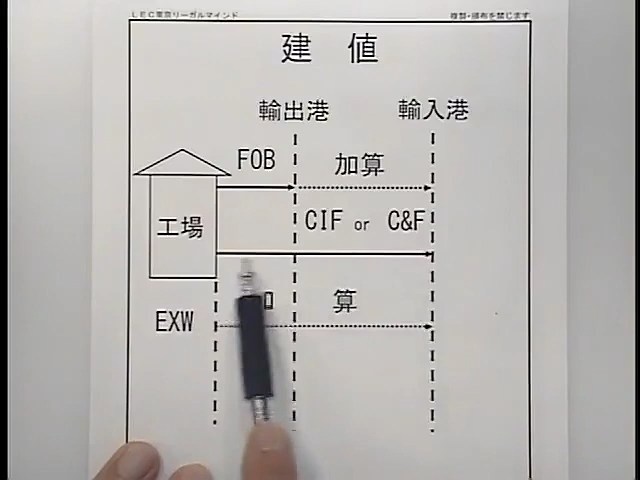 LEC東京リーガルマインド 複製・頒布を禁じます
建 値
輸出港 輸入港
FOB 加算
工場 CIF or C&F
算
EXW